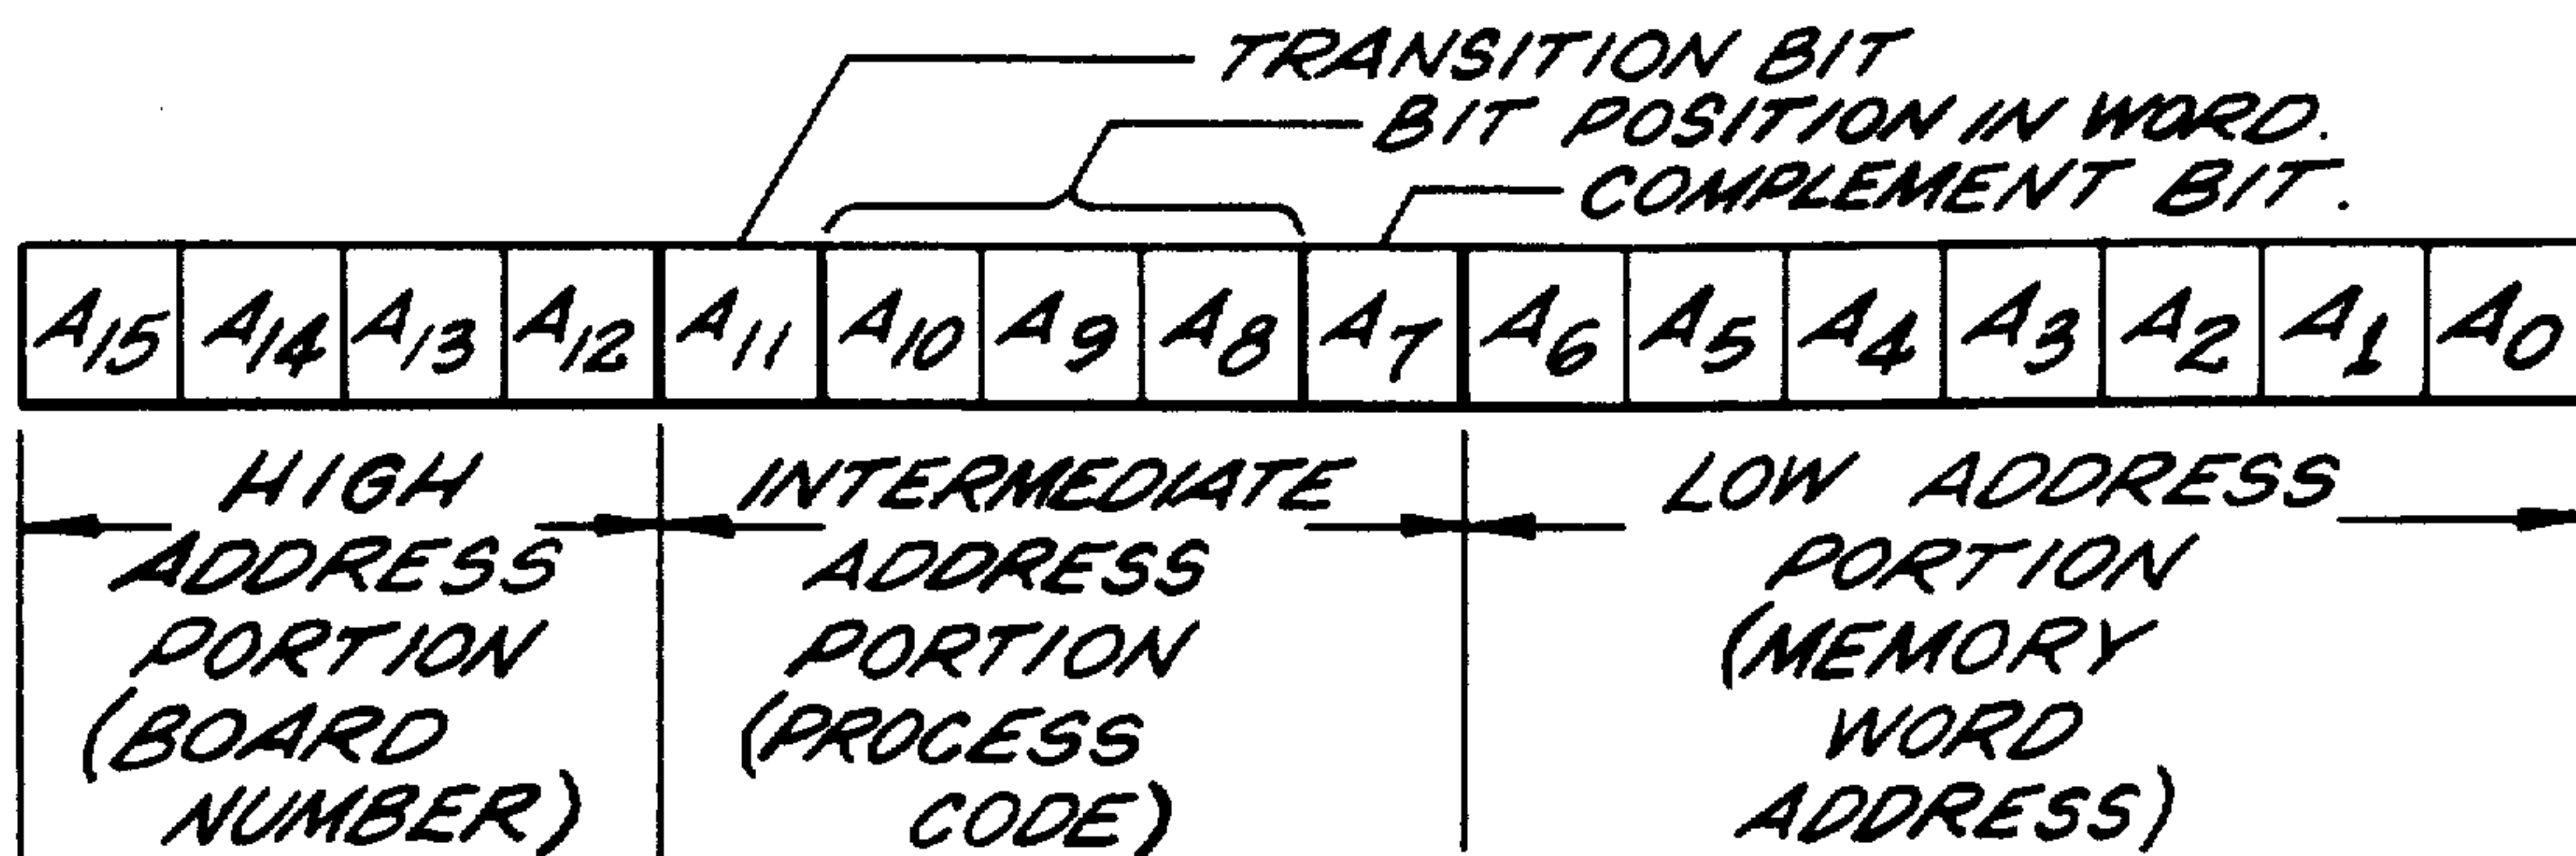 TRANSITION BIT
BIT POSITION IN WORD.
COMPLEMENT BIT.
A15 A14 A13 A12 A11 A10 A9 A8 A7 A6 A5 A4 A3 A2 A1 A0
HIGH
ADDRESS
PORTION
(BOARD
NUMBER)
INTERMEDIATE
ADDRESS
PORTION
(PROCESS
CODE)
LOW ADDRESS
PORTION
(MEMORY
WORD
ADDRESS)